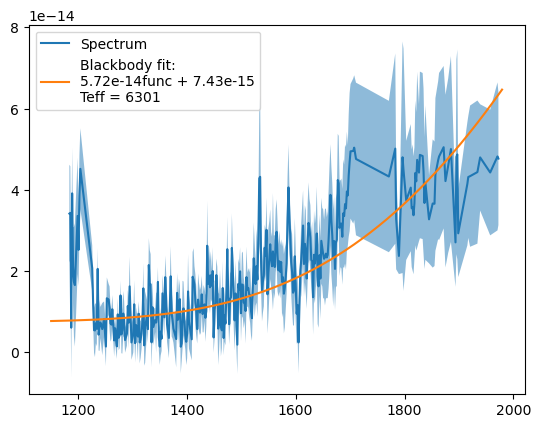 1e−14
8
Spectrum
Blackbody fit:
5.72e-14func + 7.43e-15
Teff = 6301
6
4
2
0
1200 1400 1600 1800 2000